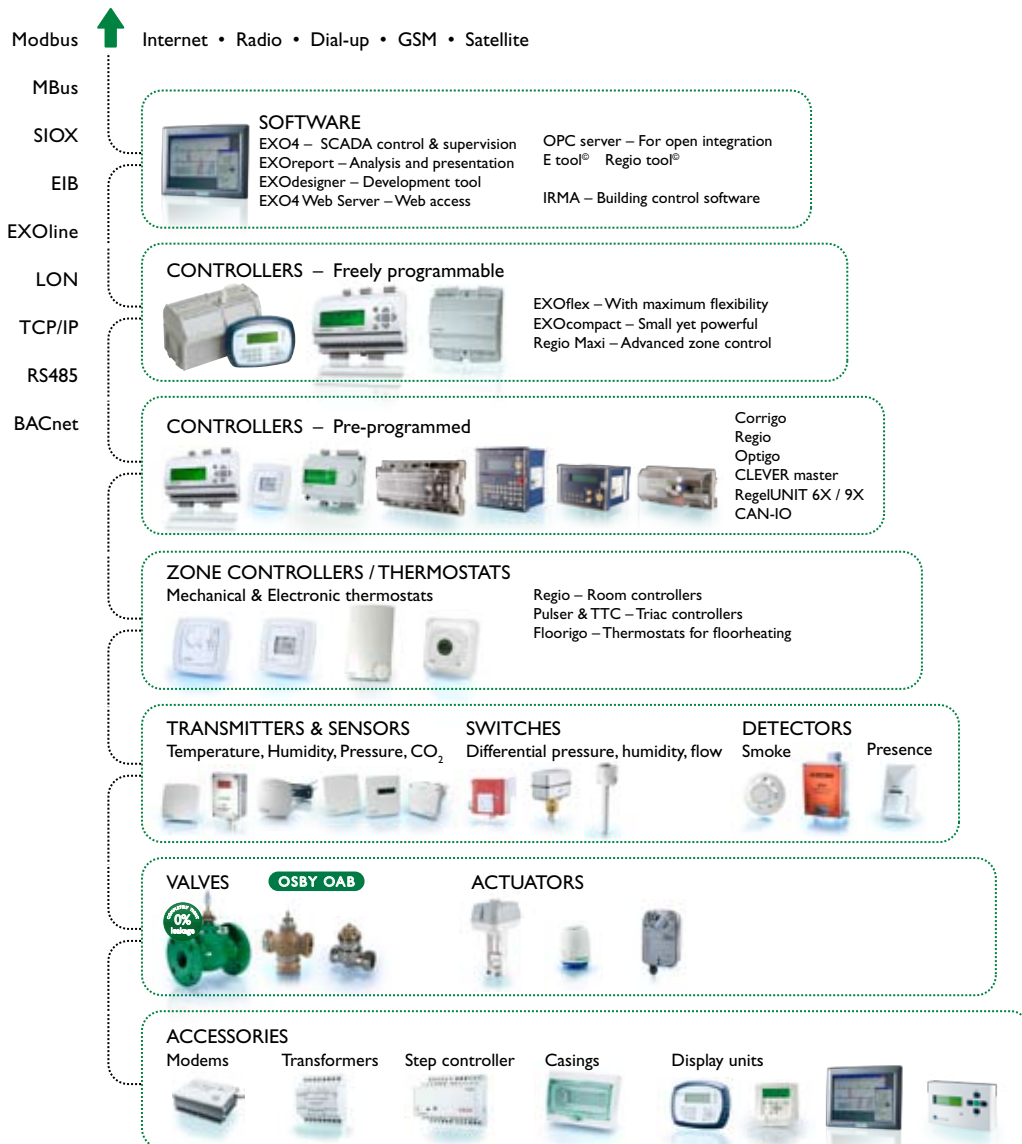 Modbus
Internet • Radio • Dial-up • GSM • Satellite
MBus
SIOX
EIB
EXOline
LON
TCP/IP
RS485
BACnet
SOFTWARE
EXO4 – SCADA control & supervision
EXOreport – Analysis and presentation
EXOdesigner – Development tool
EXO4 Web Server – Web access
OPC server – For open integration
E tool© Regio tool©
IRMA – Building control software
CONTROLLERS – Freely programmable
EXOflex – With maximum flexibility
EXOcompact – Small yet powerful
Regio Maxi – Advanced zone control
CONTROLLERS – Pre-programmed
Corrigo
Regio
Optigo
CLEVER master
RegelUNIT 6X / 9X
CAN-IO
ZONE CONTROLLERS / THERMOSTATS
Mechanical & Electronic thermostats
Regio – Room controllers
Pulser & TTC – Triac controllers
Floorigo – Thermostats for floorheating
TRANSMITTERS & SENSORS
Temperature, Humidity, Pressure, CO₂
SWITCHES
Differential pressure, humidity, flow
DETECTORS
Smoke
Presence
VALVES
OSBY OAB
0%
leakage
ACTUATORS
ACCESSORIES
Modems
Transformers
Step controller
Casings
Display units